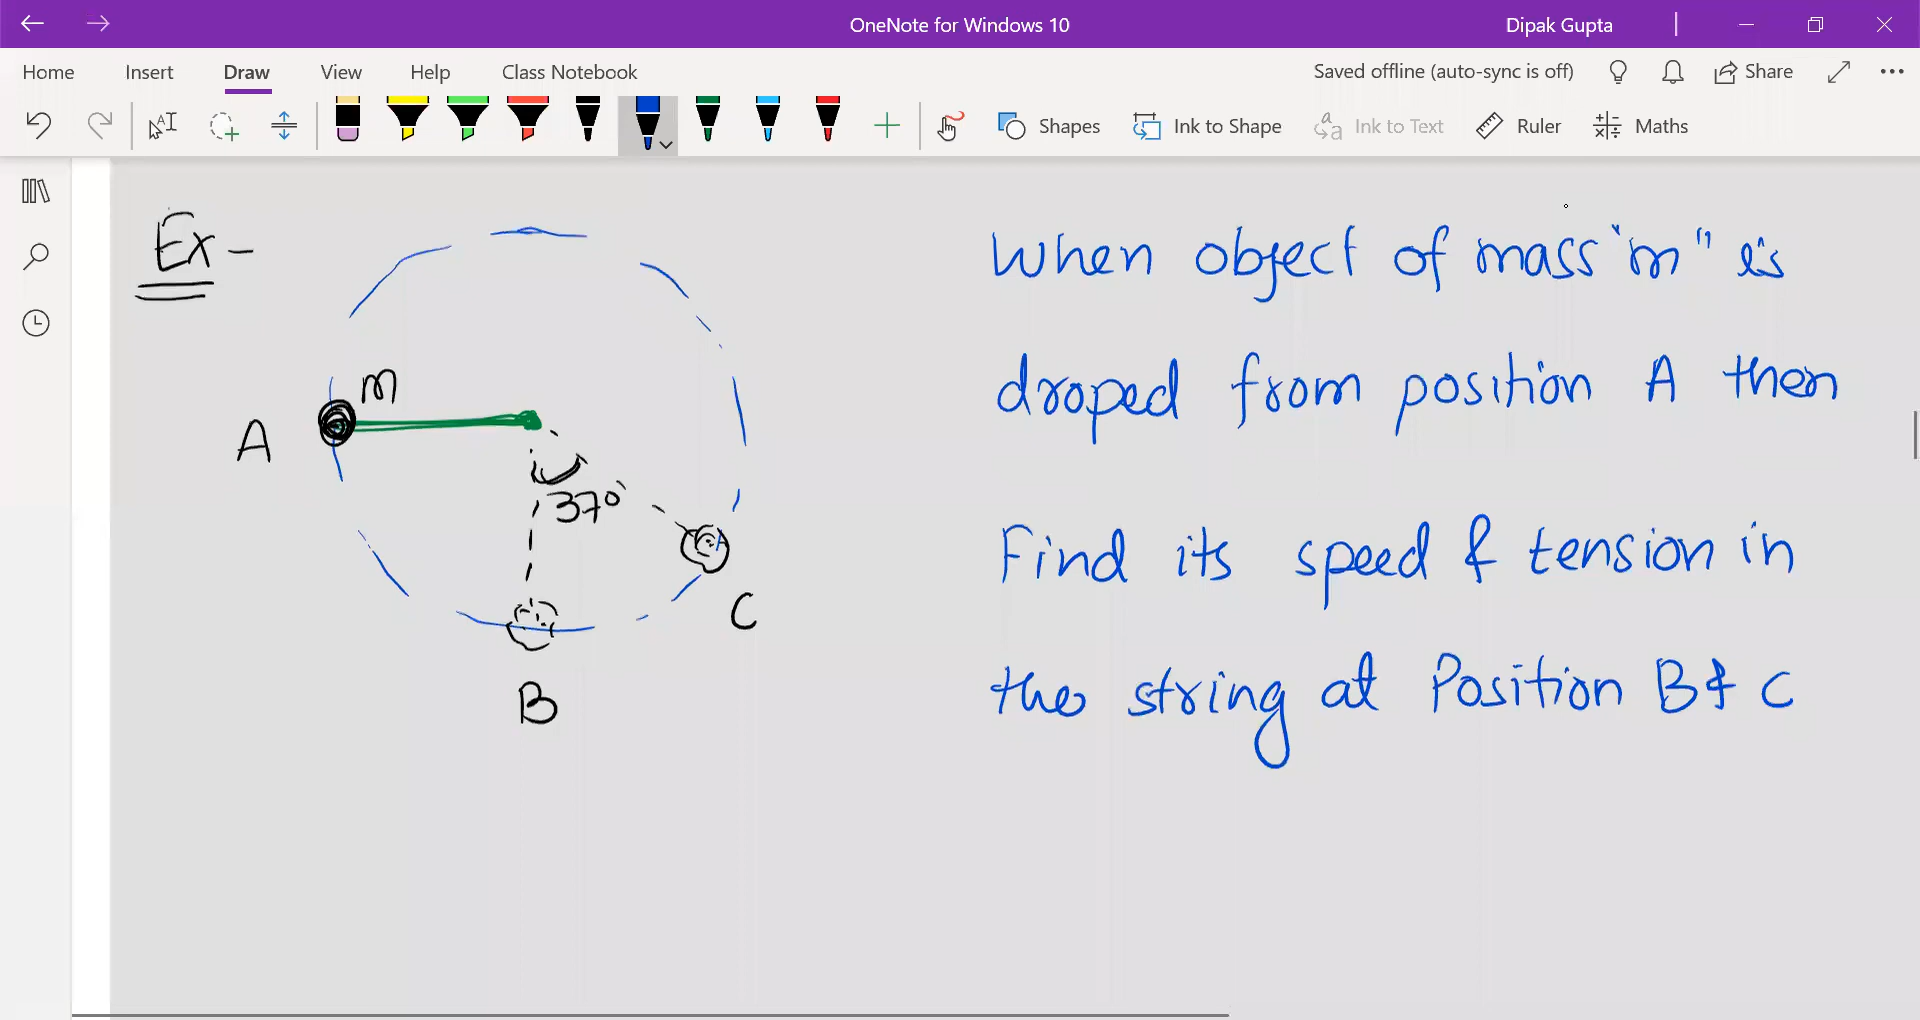 OneNote for Windows 10
Dipak Gupta
Home Insert Draw View Help Class Notebook
Saved offline (auto-sync is off) Share
Shapes Ink to Shape Ink to Text Ruler Maths
Ex -
m
A
37°
C
B
When object of mass "m" is
droped from position A then
Find its speed & tension in
the string at Position B & C